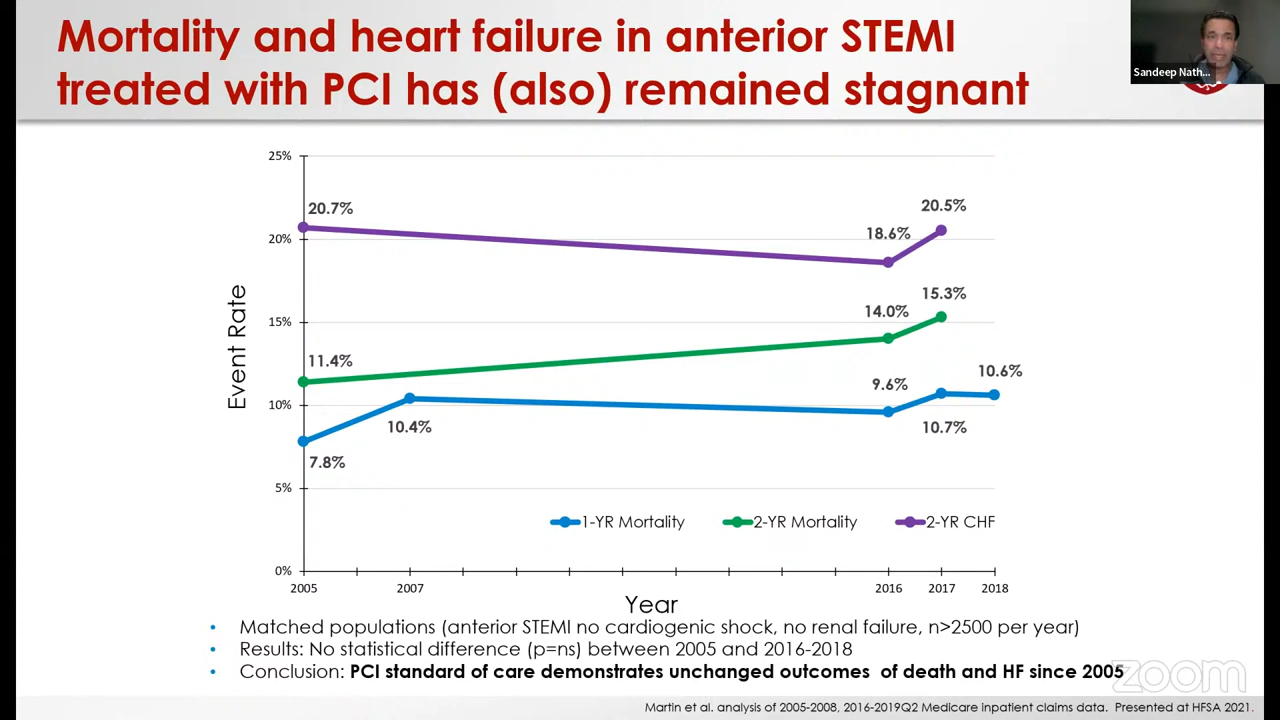 Mortality and heart failure in anterior STEMI
treated with PCI has (also) remained stagnant
Sandeep Nath...
25%
20%
15%
10%
5%
0%
Event Rate
20.7%
18.6%
20.5%
11.4%
14.0%
15.3%
7.8%
10.4%
9.6%
10.7%
10.6%
1-YR Mortality
2-YR Mortality
2-YR CHF
2005
2007
2016
2017
2018
Year
• Matched populations (anterior STEMI no cardiogenic shock, no renal failure, n>2500 per year)
• Results: No statistical difference (p=ns) between 2005 and 2016-2018
• Conclusion: PCI standard of care demonstrates unchanged outcomes of death and HF since 2005
zoom
Martin et al. analysis of 2005-2008, 2016-2019Q2 Medicare inpatient claims data. Presented at HFSA 2021.